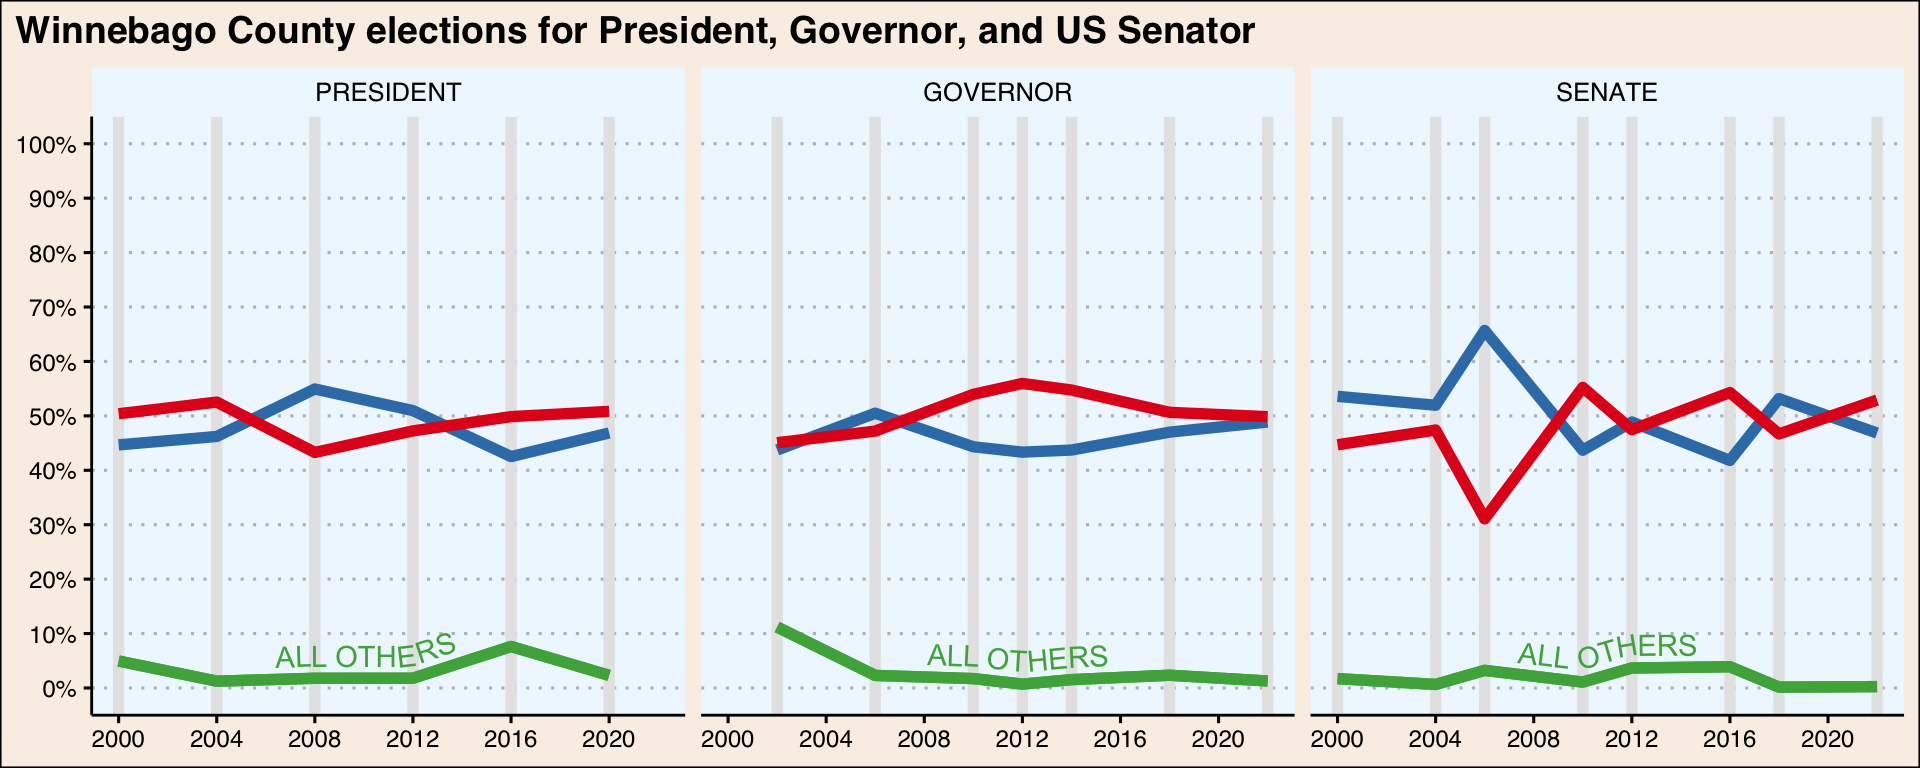 Winnebago County elections for President, Governor, and US Senator
PRESIDENT
GOVERNOR
SENATE
100%
90%
80%
70%
60%
50%
40%
30%
20%
10%
0%
ALL OTHERS
ALL OTHERS
ALL OTHERS
2000 2004 2008 2012 2016 2020
2000 2004 2008 2012 2016 2020
2000 2004 2008 2012 2016 2020